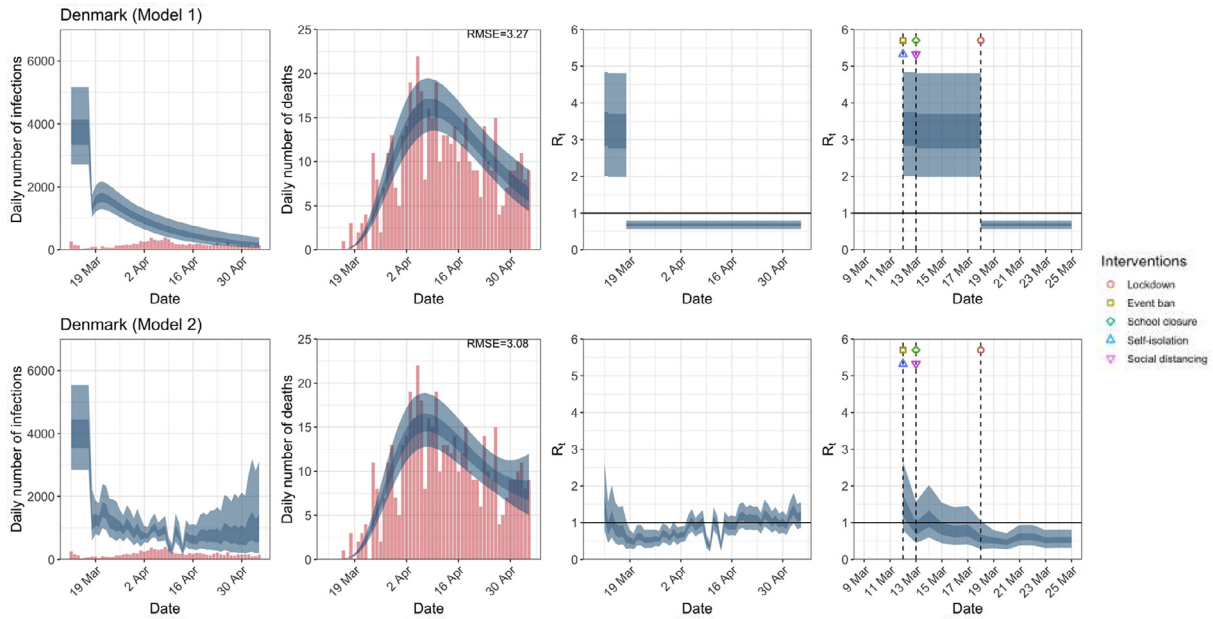 Denmark (Model 1)
Daily number of infections
6000
4000
2000
0
19 Mar
2 Apr
16 Apr
30 Apr
Date
Daily number of deaths
25
20
15
10
5
0
RMSE=3.27
19 Mar
2 Apr
16 Apr
30 Apr
Date
Rt
6
5
4
3
2
1
0
19 Mar
2 Apr
16 Apr
30 Apr
Date
Rt
6
5
4
3
2
1
0
9 Mar
11 Mar
13 Mar
15 Mar
17 Mar
19 Mar
21 Mar
23 Mar
25 Mar
Date
Interventions
Lockdown
Event ban
School closure
Self-isolation
Social distancing
Denmark (Model 2)
Daily number of infections
6000
4000
2000
0
19 Mar
2 Apr
16 Apr
30 Apr
Date
Daily number of deaths
25
20
15
10
5
0
RMSE=3.08
19 Mar
2 Apr
16 Apr
30 Apr
Date
Rt
6
5
4
3
2
1
0
19 Mar
2 Apr
16 Apr
30 Apr
Date
Rt
6
5
4
3
2
1
0
9 Mar
11 Mar
13 Mar
15 Mar
17 Mar
19 Mar
21 Mar
23 Mar
25 Mar
Date